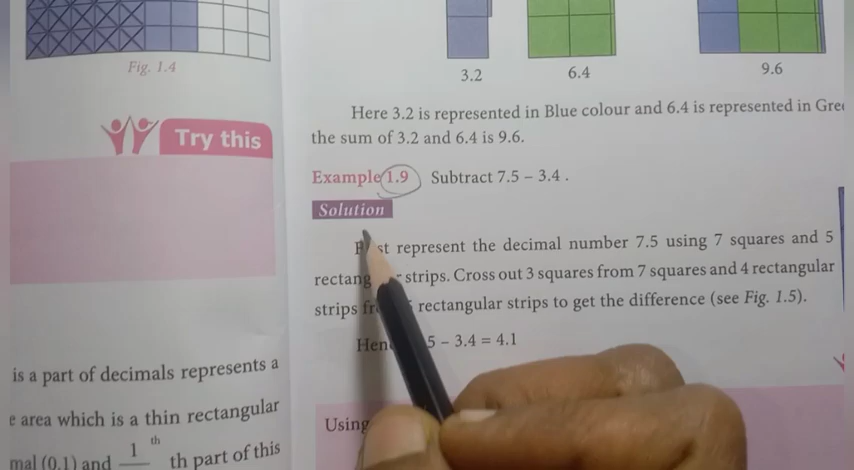 Fig. 1.4
Try this
is a part of decimals represents a
e area which is a thin rectangular
mal (0.1) and 1 th th part of this
3.2
6.4
9.6
Here 3.2 is represented in Blue colour and 6.4 is represented in Gree
the sum of 3.2 and 6.4 is 9.6.
Example 1.9 Subtract 7.5 – 3.4 .
Solution
represent the decimal number 7.5 using 7 squares and 5
strips. Cross out 3 squares from 7 squares and 4 rectangular
strips rectangular strips to get the difference (see Fig. 1.5).
5 – 3.4 = 4.1
Using